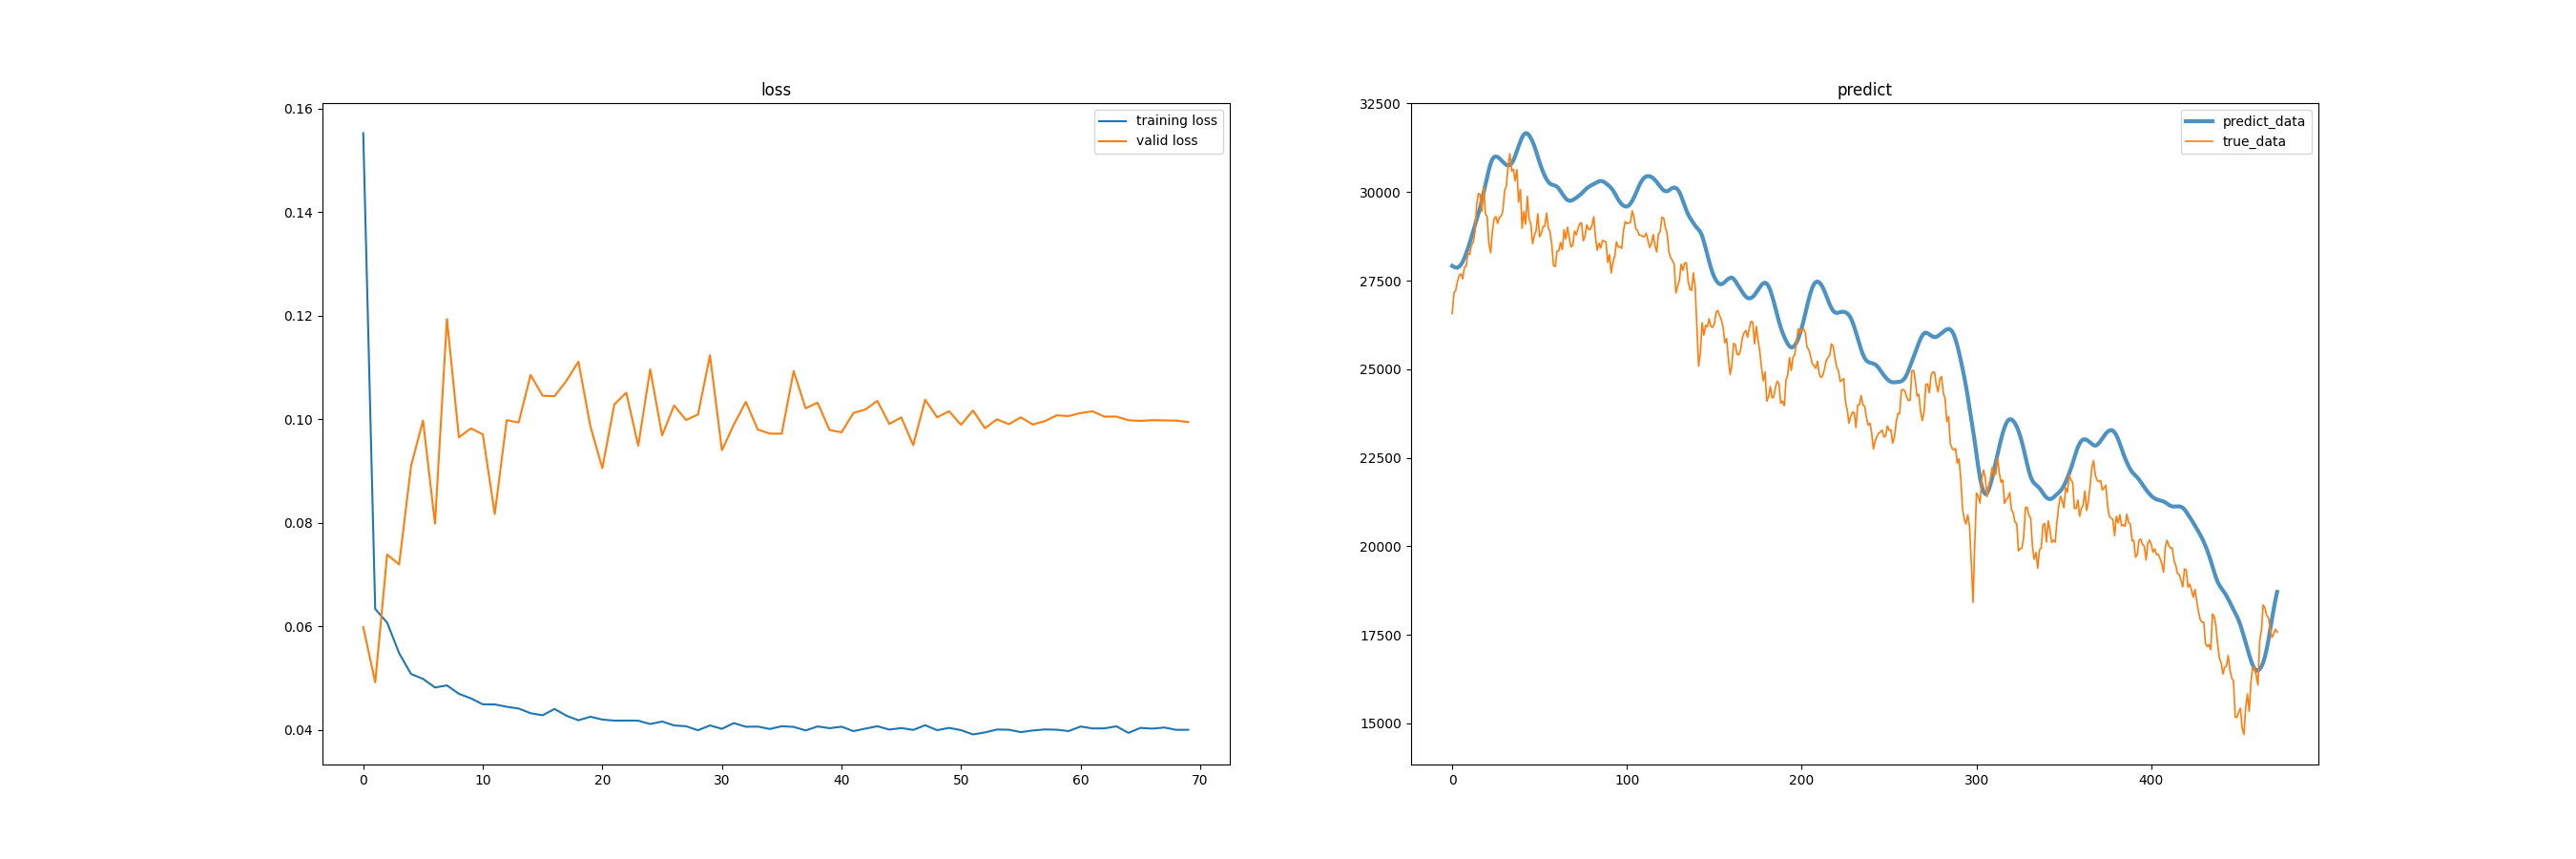 loss
0.16
0.14
0.12
0.10
0.08
0.06
0.04
0 10 20 30 40 50 60 70
training loss
valid loss
predict
32500
30000
27500
25000
22500
20000
17500
15000
0 100 200 300 400
predict_data
true_data